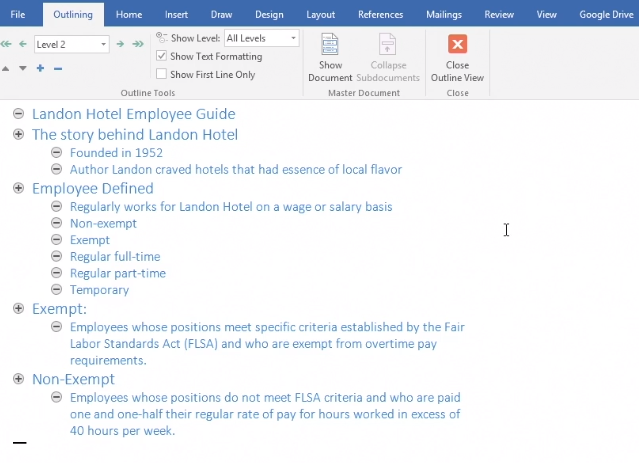 File Outlining Home Insert Draw Design Layout References Mailings Review View Google Drive
Level 2
Show Level: All Levels
Show Text Formatting
Show First Line Only
Outline Tools
Show Document
Collapse Subdocuments
Master Document
Close Outline View
Close
Landon Hotel Employee Guide
The story behind Landon Hotel
Founded in 1952
Author Landon craved hotels that had essence of local flavor
Employee Defined
Regularly works for Landon Hotel on a wage or salary basis
Non-exempt
Exempt
Regular full-time
Regular part-time
Temporary
Exempt:
Employees whose positions meet specific criteria established by the Fair
Labor Standards Act (FLSA) and who are exempt from overtime pay
requirements.
Non-Exempt
Employees whose positions do not meet FLSA criteria and who are paid
one and one-half their regular rate of pay for hours worked in excess of
40 hours per week.